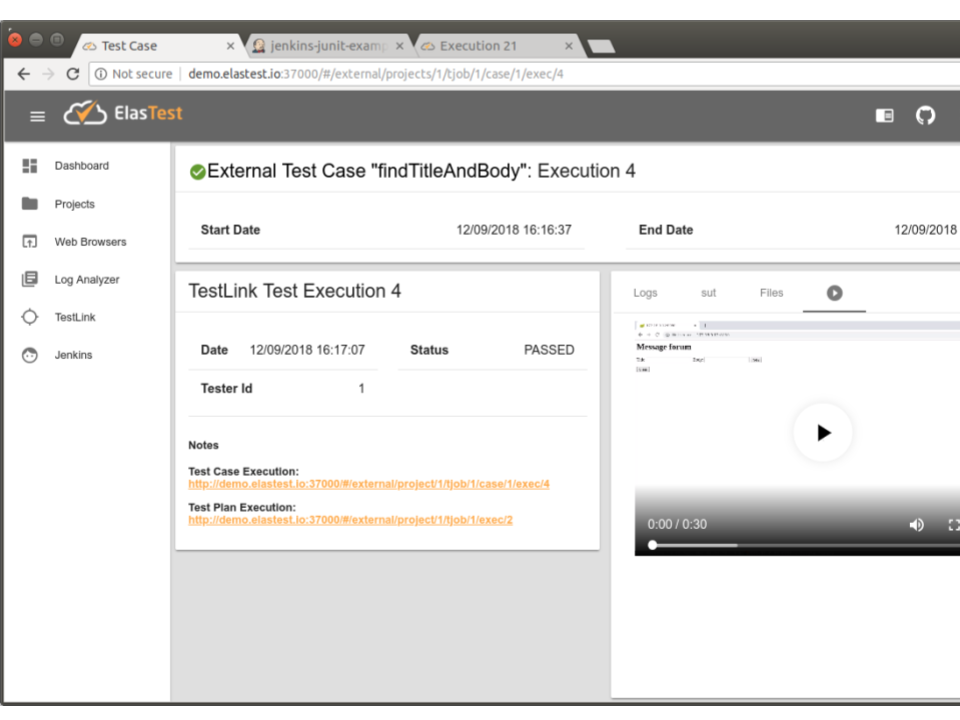 Test Case
jenkins-junit-examp
Execution 21
Not secure
demo.elastest.io:37000/#/external/projects/1/tjob/1/case/1/exec/4
ElasTest
Dashboard
Projects
Web Browsers
Log Analyzer
TestLink
Jenkins
External Test Case "findTitleAndBody": Execution 4
Start Date 12/09/2018 16:16:37 End Date 12/09/2018
TestLink Test Execution 4
Date 12/09/2018 16:17:07 Status PASSED
Tester Id 1
Notes
Test Case Execution:
http://demo.elastest.io:37000/#/external/project/1/tjob/1/case/1/exec/4
Test Plan Execution:
http://demo.elastest.io:37000/#/external/project/1/tjob/1/exec/2
Logs sut Files
Message forum
0:00 / 0:30